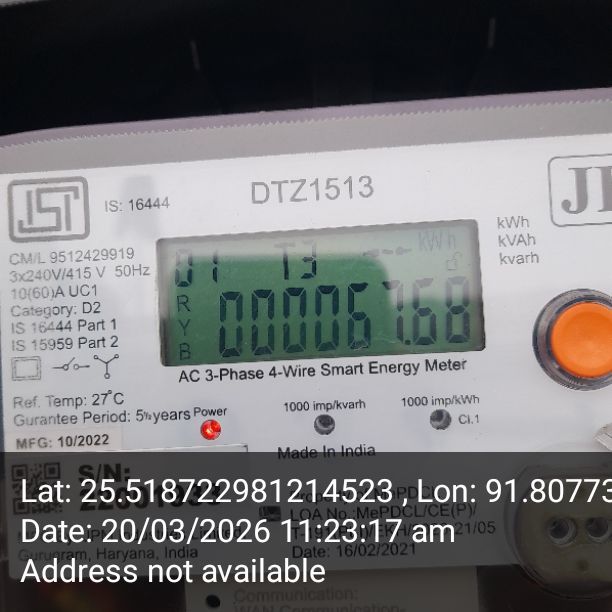 DTZ1513
IS: 16444
kWh
kVAh
kvarh
CM/L 9512429919
3x240V/415 V 50Hz
10(60)A UC1
Category: D2
IS 16444 Part 1
IS 15959 Part 2
01 T3 kWh
R
Y
B
000067.68
AC 3-Phase 4-Wire Smart Energy Meter
Ref. Temp: 27°C
Gurantee Period: 5½years
Power
1000 imp/kvarh
1000 imp/kWh
Cl.1
MFG: 10/2022
Made In India
S/N:
LOA No.:MePDCL/CE(P)/
Gurugram, Haryana, India
Date: 16/02/2021
Lat: 25.518722981214523 , Lon: 91.80773
Date: 20/03/2026 11:23:17 am
Address not available
Communication: